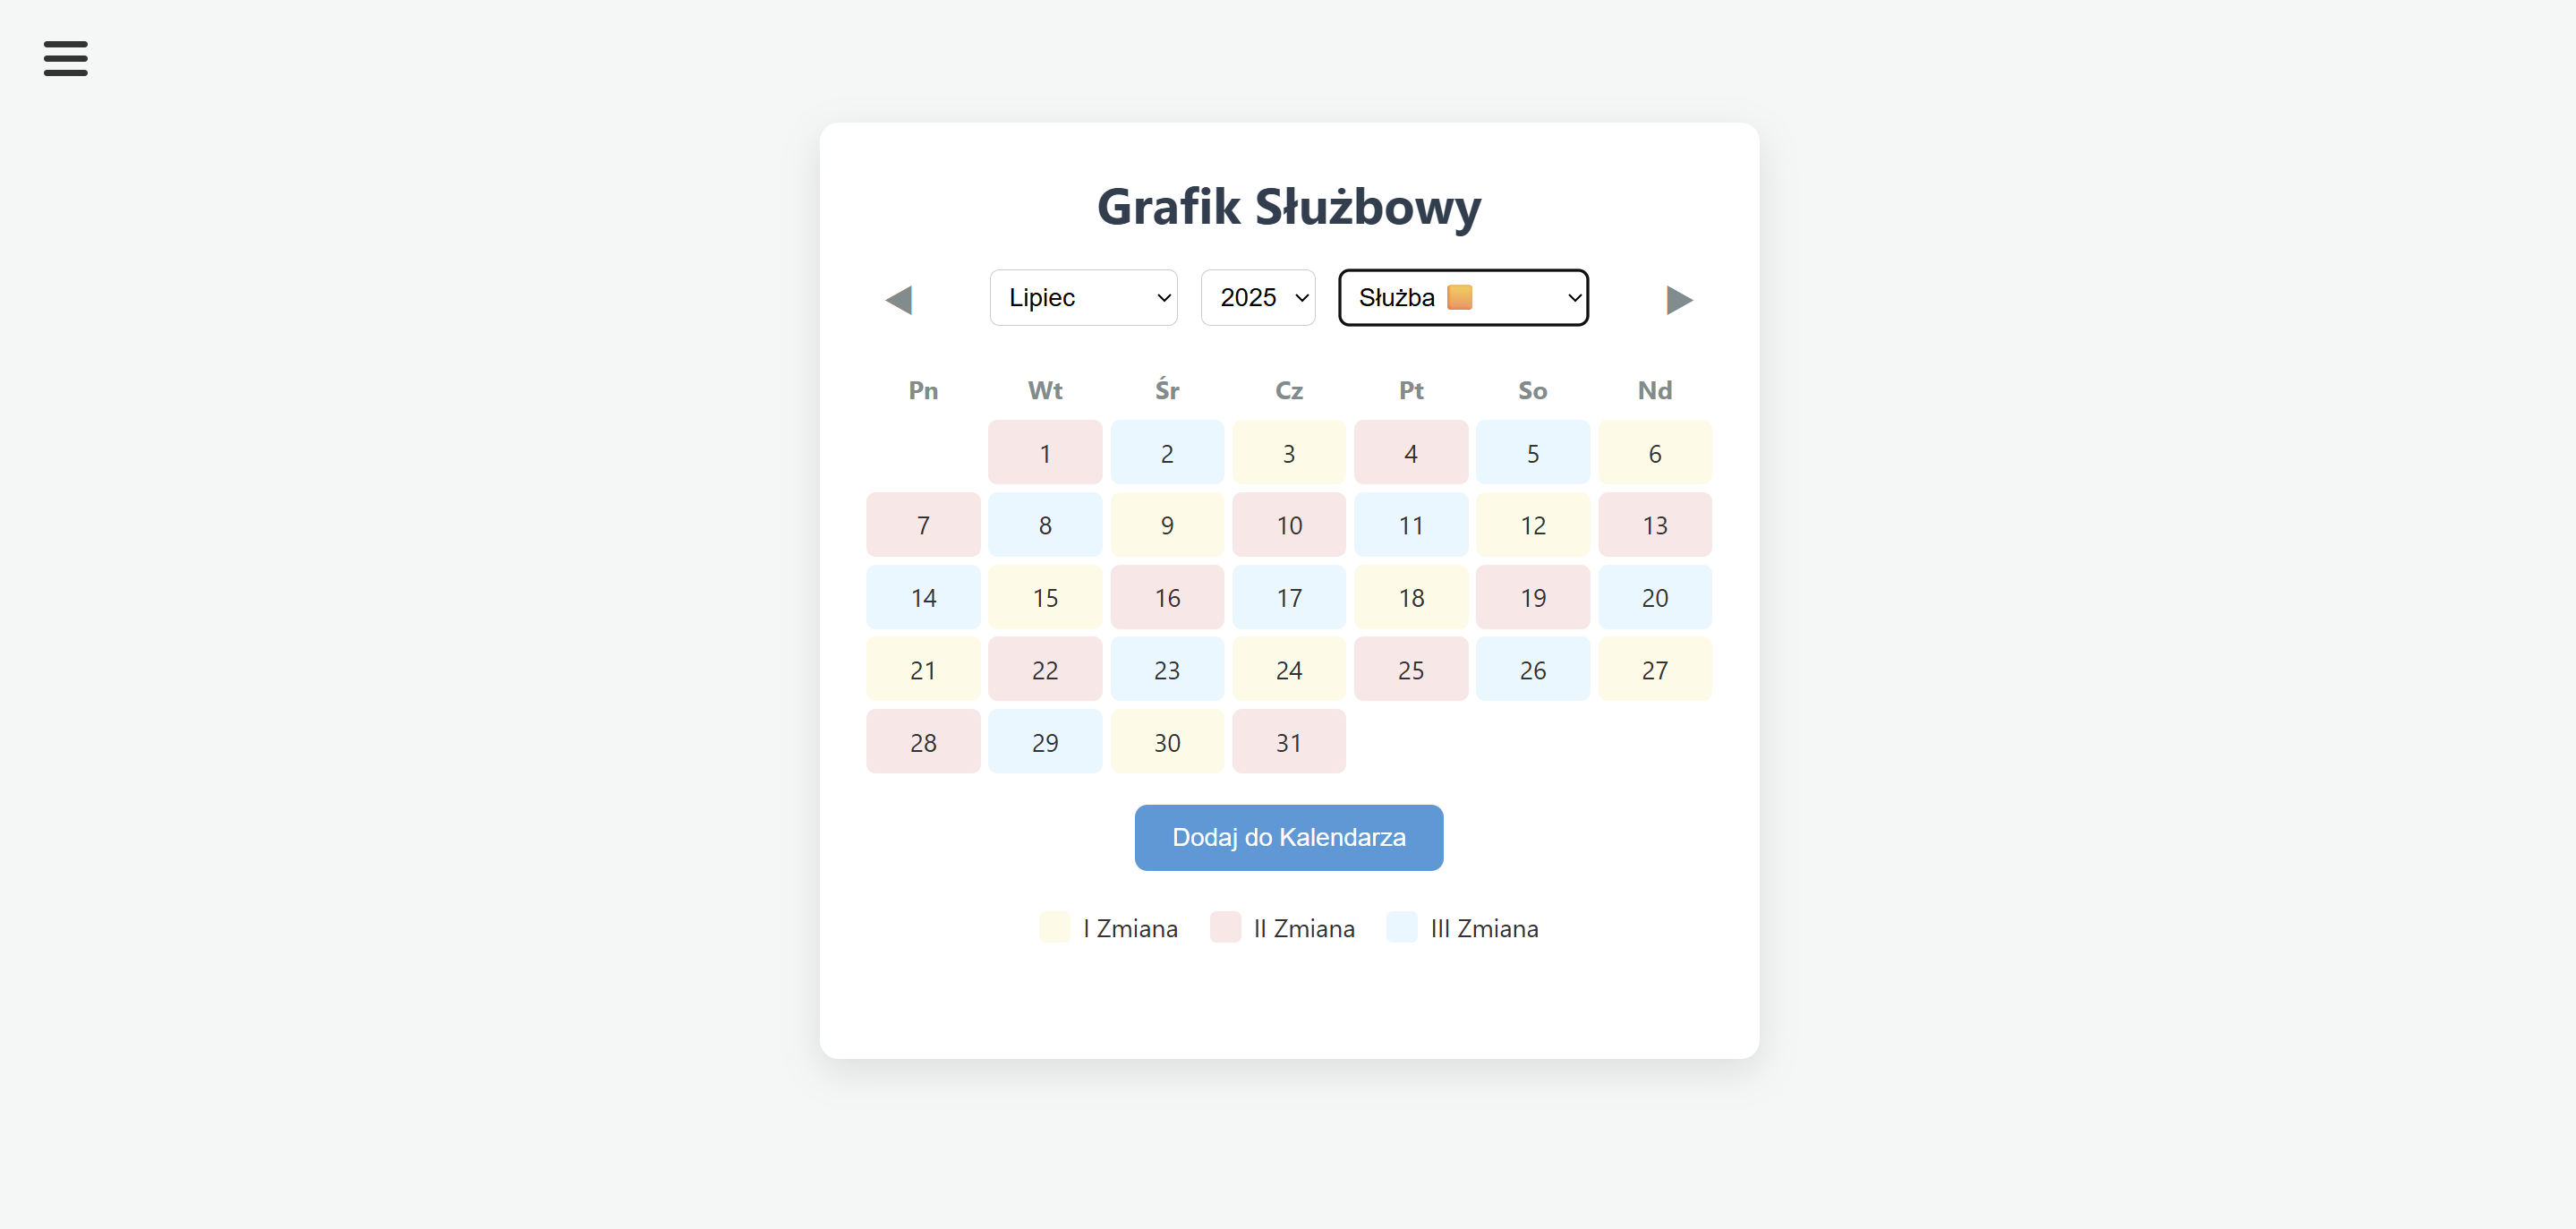 Grafik Służbowy
Lipiec 2025 Służba
Pn Wt Śr Cz Pt So Nd
1 2 3 4 5 6
7 8 9 10 11 12 13
14 15 16 17 18 19 20
21 22 23 24 25 26 27
28 29 30 31
Dodaj do Kalendarza
I Zmiana II Zmiana III Zmiana